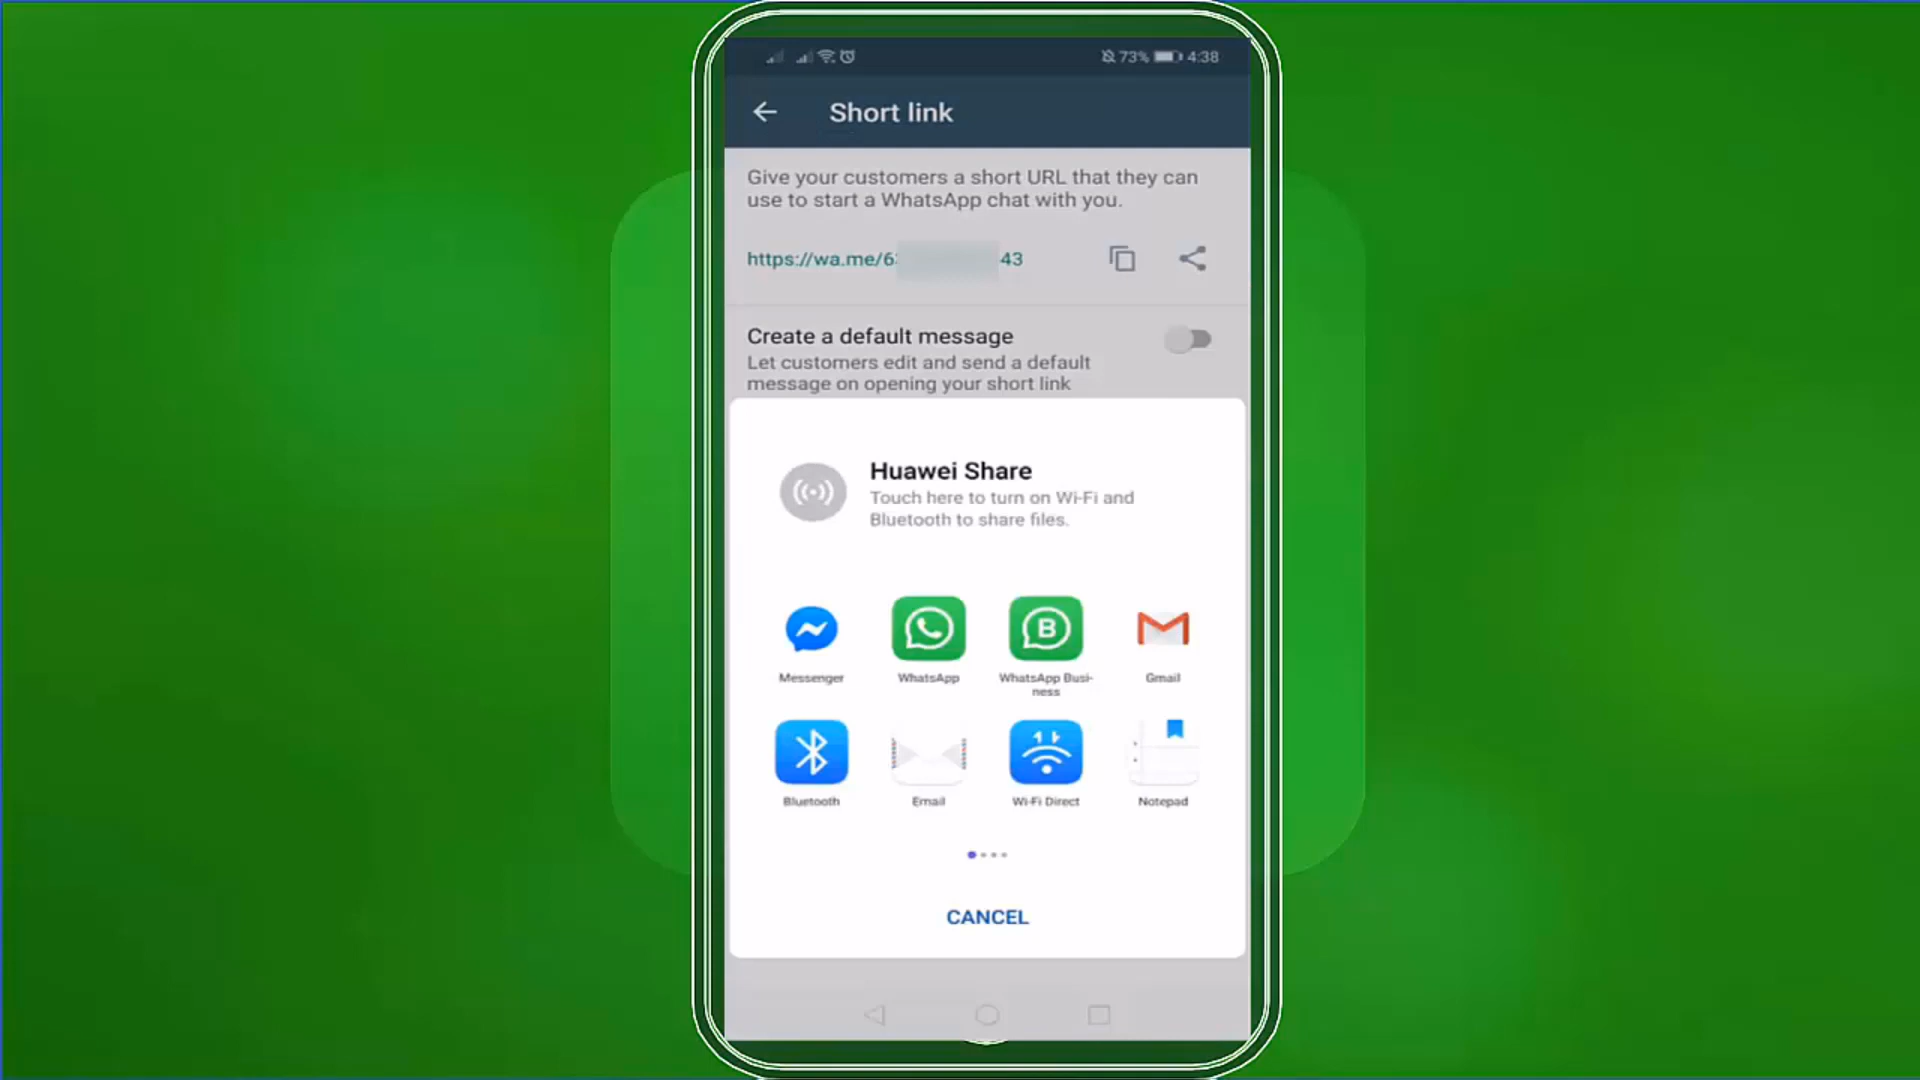 73% 4:38
Short link
Give your customers a short URL that they can
use to start a WhatsApp chat with you.
https://wa.me/6 43
Create a default message
Let customers edit and send a default
message on opening your short link
Huawei Share
Touch here to turn on Wi-Fi and
Bluetooth to share files.
Messenger WhatsApp WhatsApp Busi- Gmail
ness
Bluetooth Email Wi-Fi Direct Notepad
CANCEL